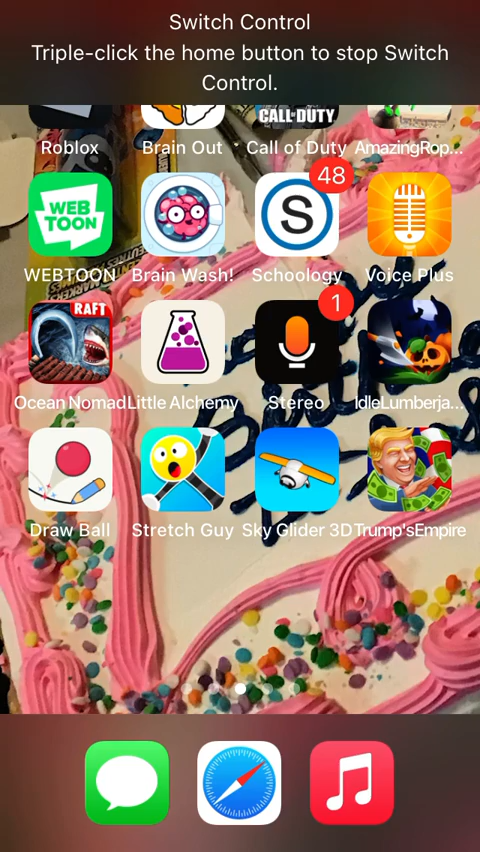 Switch Control
Triple-click the home button to stop Switch
Control.
CALL·DUTY
Roblox Brain Out Call of Duty AmazingRop...
48
WEB
TOON
S
WEBTOON Brain Wash! Schoology Voice Plus
1
RAFT
Ocean Nomad Little Alchemy Stereo IdleLumberja...
Draw Ball Stretch Guy Sky Glider 3D Trump'sEmpire